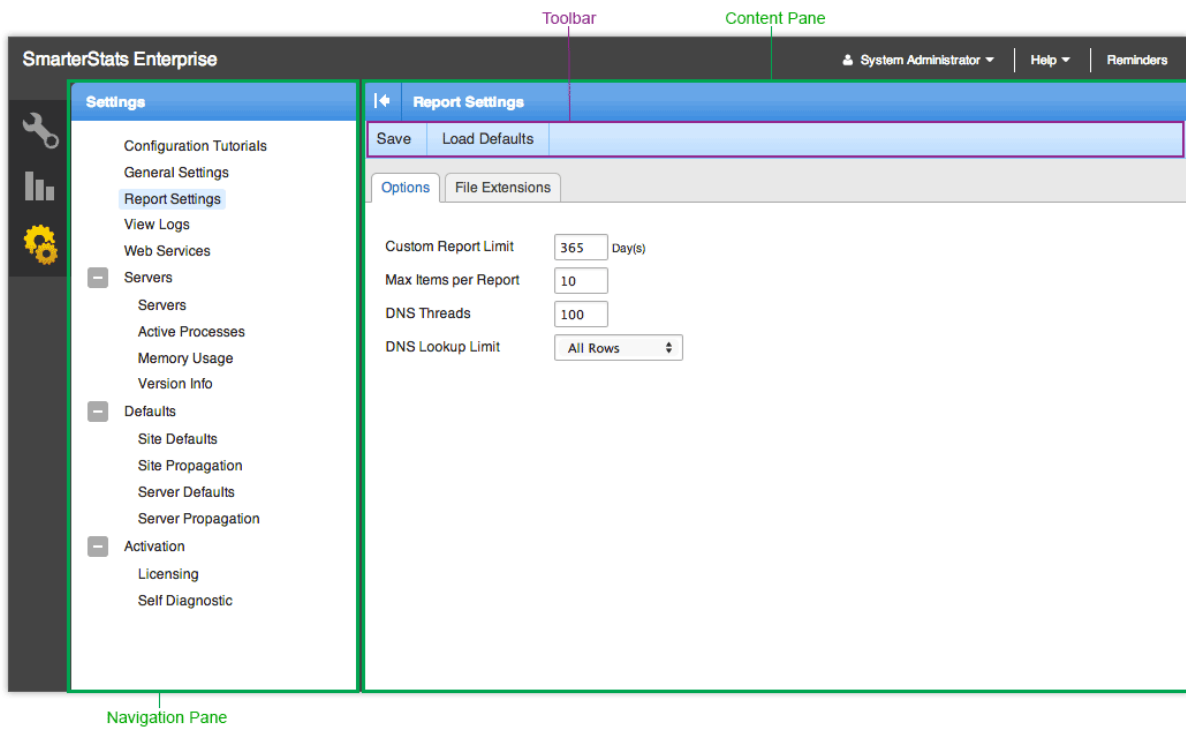 Toolbar Content Pane
SmarterStats Enterprise System Administrator Help Reminders
Settings
Configuration Tutorials
General Settings
Report Settings
View Logs
Web Services
Servers
Servers
Active Processes
Memory Usage
Version Info
Defaults
Site Defaults
Site Propagation
Server Defaults
Server Propagation
Activation
Licensing
Self Diagnostic
Report Settings
Save Load Defaults
Options File Extensions
Custom Report Limit 365 Day(s)
Max Items per Report 10
DNS Threads 100
DNS Lookup Limit All Rows
Navigation Pane